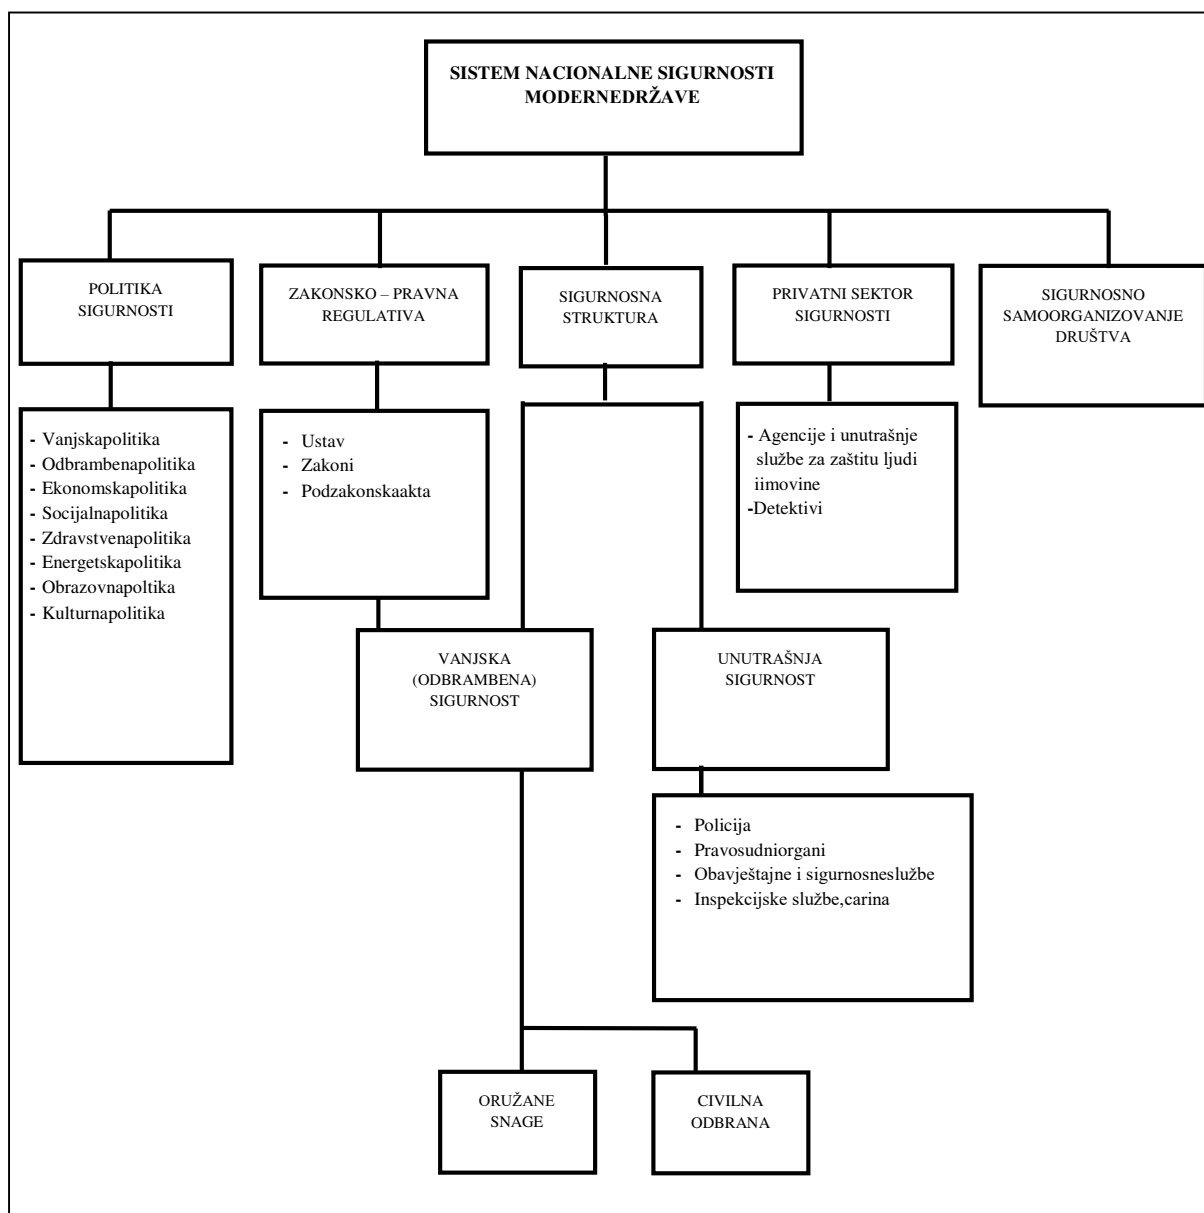 SISTEM NACIONALNE SIGURNOSTI
MODERNEDRŽAVE
POLITIKA
SIGURNOSTI
ZAKONSKO – PRAVNA
REGULATIVA
SIGURNOSNA
STRUKTURA
PRIVATNI SEKTOR
SIGURNOSTI
SIGURNOSNO
SAMOORGANIZOVANJE
DRUŠTVA
- Vanjskapolitika
- Odbrambenapolitika
- Ekonomskapolitika
- Socijalnapolitika
- Zdravstvenapolitika
- Energetskapolitika
- Obrazovnapoltika
- Kulturnapolitika
- Ustav
- Zakoni
- Podzakonskaakta
- Agencije i unutrašnje
službe za zaštitu ljudi
iimovine
-Detektivi
VANJSKA
(ODBRAMBENA)
SIGURNOST
UNUTRAŠNJA
SIGURNOST
- Policija
- Pravosudniorgani
- Obavještajne i sigurnosneslužbe
- Inspekcijske službe,carina
ORUŽANE
SNAGE
CIVILNA
ODBRANA